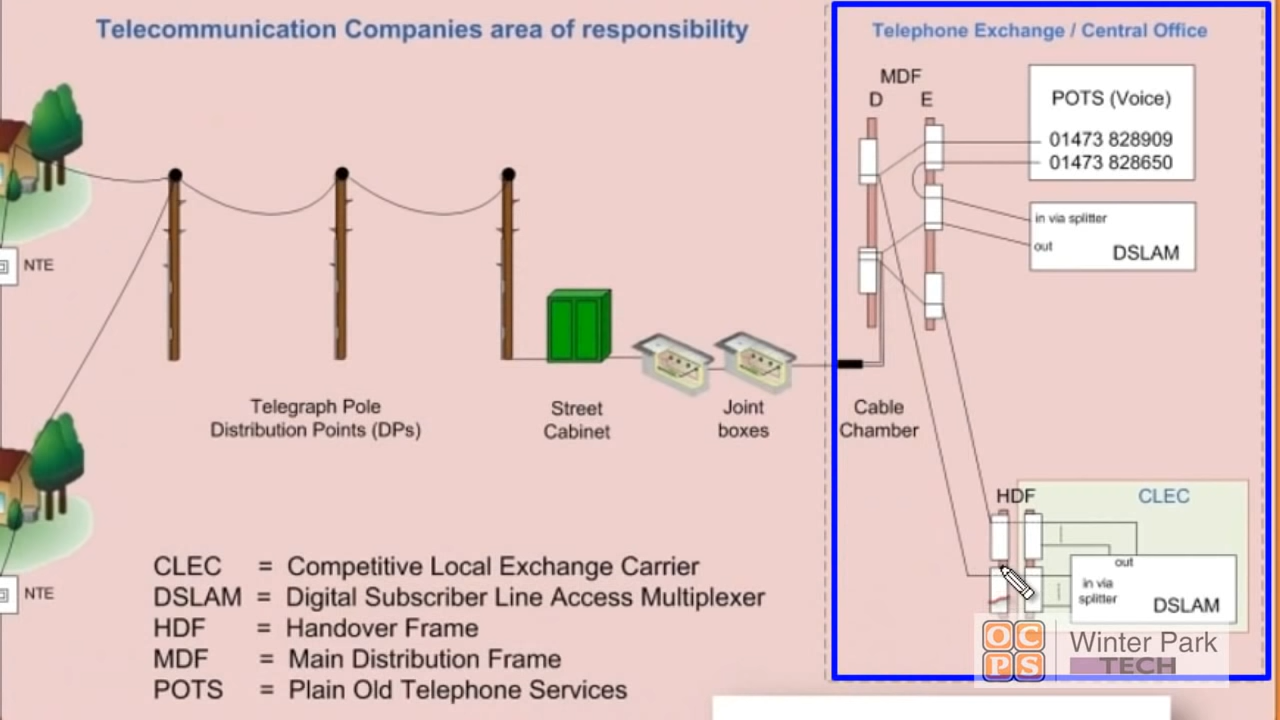 Telecommunication Companies area of responsibility
Telephone Exchange / Central Office
MDF
D E
POTS (Voice)
01473 828909
01473 828650
in via splitter
out
DSLAM
NTE
Telegraph Pole
Distribution Points (DPs)
Street
Cabinet
Joint
boxes
Cable
Chamber
HDF
CLEC
out
in via
splitter
DSLAM
NTE
CLEC = Competitive Local Exchange Carrier
DSLAM = Digital Subscriber Line Access Multiplexer
HDF = Handover Frame
MDF = Main Distribution Frame
POTS = Plain Old Telephone Services
OC
PS
Winter Park
TECH